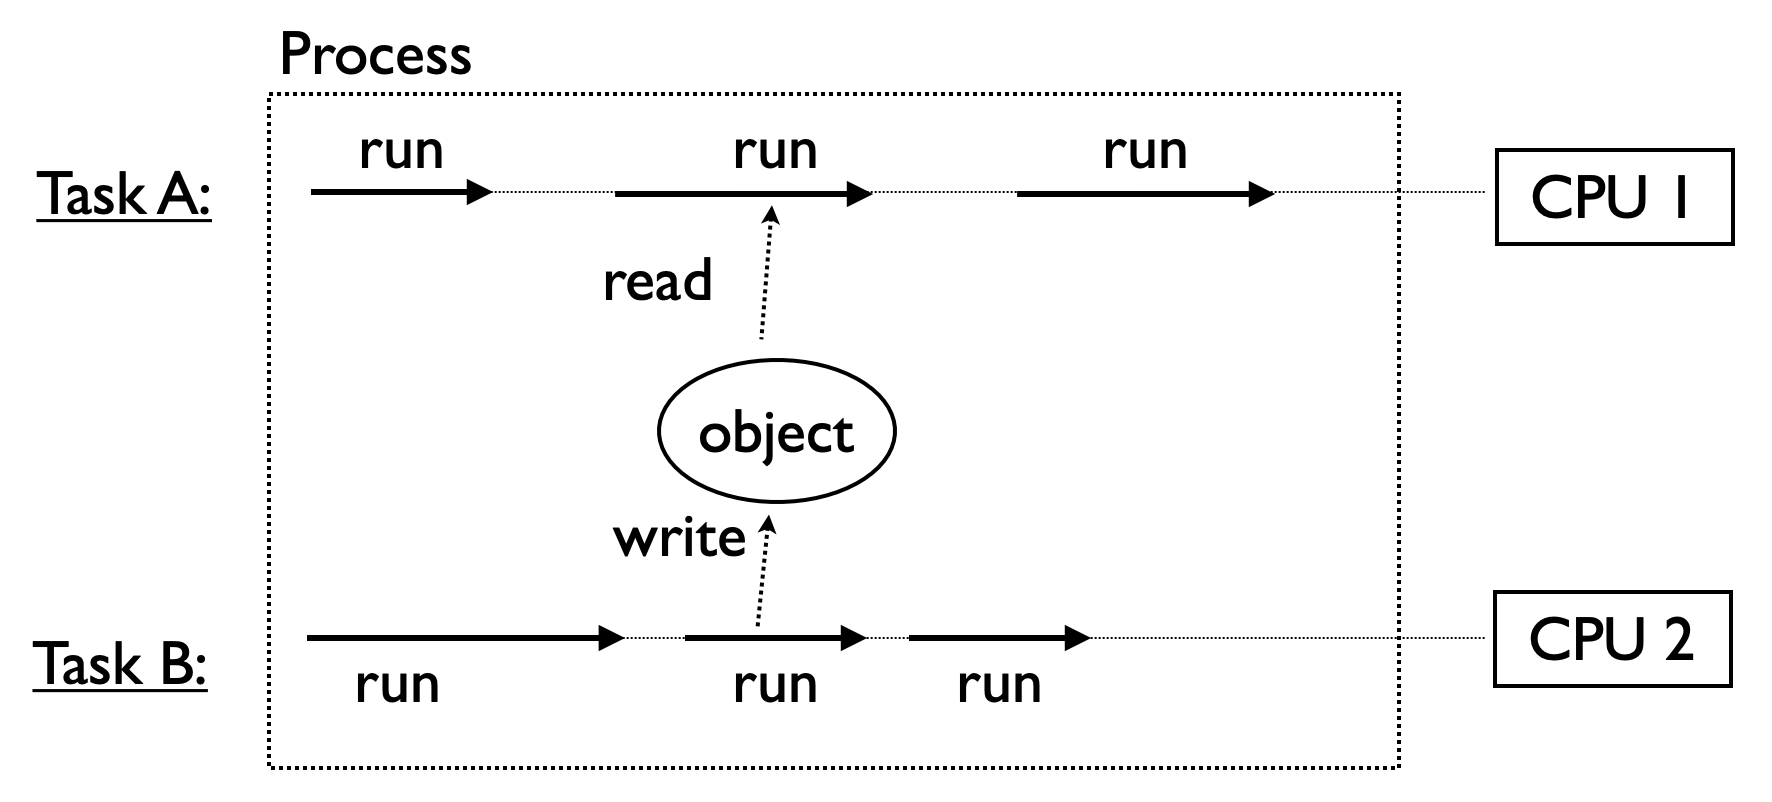 Process
run run run
Task A:
CPU 1
read
object
write
CPU 2
Task B:
run run run